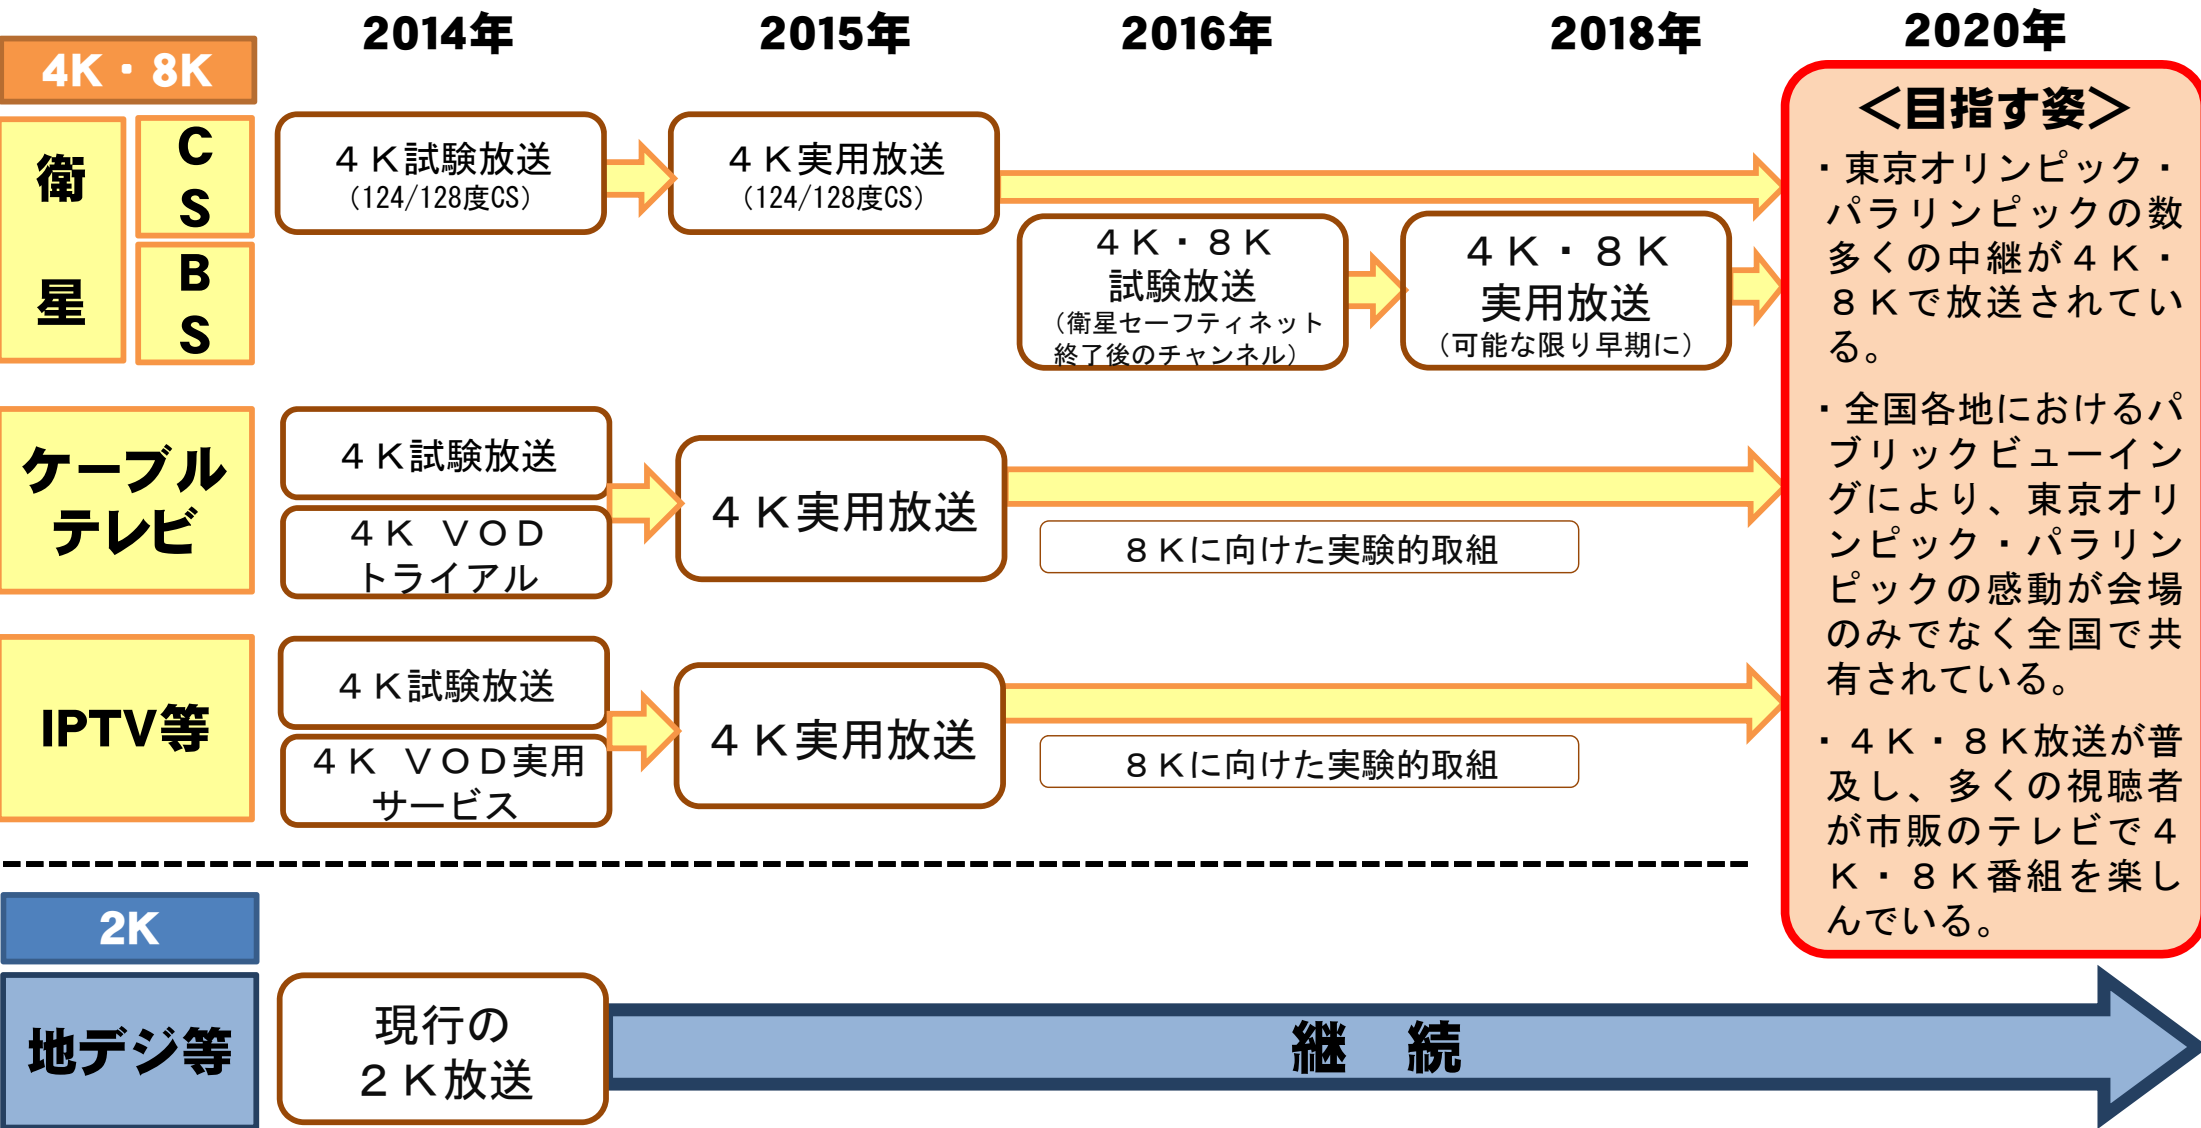 2014年
2015年
2016年
2018年
2020年
4K・8K
衛星
CS
BS
４Ｋ試験放送
（124/128度CS）
４Ｋ実用放送
（124/128度CS）
４Ｋ・８Ｋ
試験放送
（衛星セーフティネット
終了後のチャンネル）
４Ｋ・８Ｋ
実用放送
（可能な限り早期に）
ケーブル
テレビ
４Ｋ試験放送
４Ｋ ＶＯＤ
トライアル
４Ｋ実用放送
８Ｋに向けた実験的取組
IPTV等
４Ｋ試験放送
４Ｋ ＶＯＤ実用
サービス
４Ｋ実用放送
８Ｋに向けた実験的取組
＜目指す姿＞
・東京オリンピック・
パラリンピックの数
多くの中継が４Ｋ・
８Ｋで放送されてい
る。
・全国各地におけるパ
ブリックビューイン
グにより、東京オリ
ンピック・パラリン
ピックの感動が会場
のみでなく全国で共
有されている。
・４Ｋ・８Ｋ放送が普
及し、多くの視聴者
が市販のテレビで４
Ｋ・８Ｋ番組を楽し
んでいる。
2K
地デジ等
現行の
２Ｋ放送
継　続